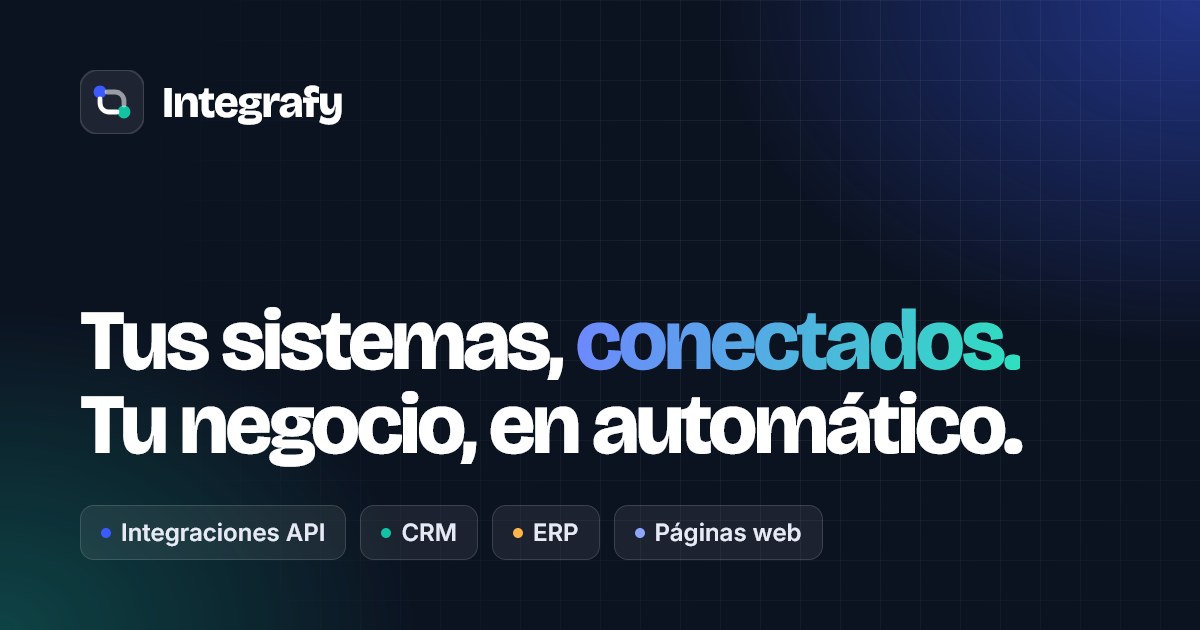 Integrafy
Tus sistemas, conectados.
Tu negocio, en automático.
Integraciones API
CRM
ERP
Páginas web